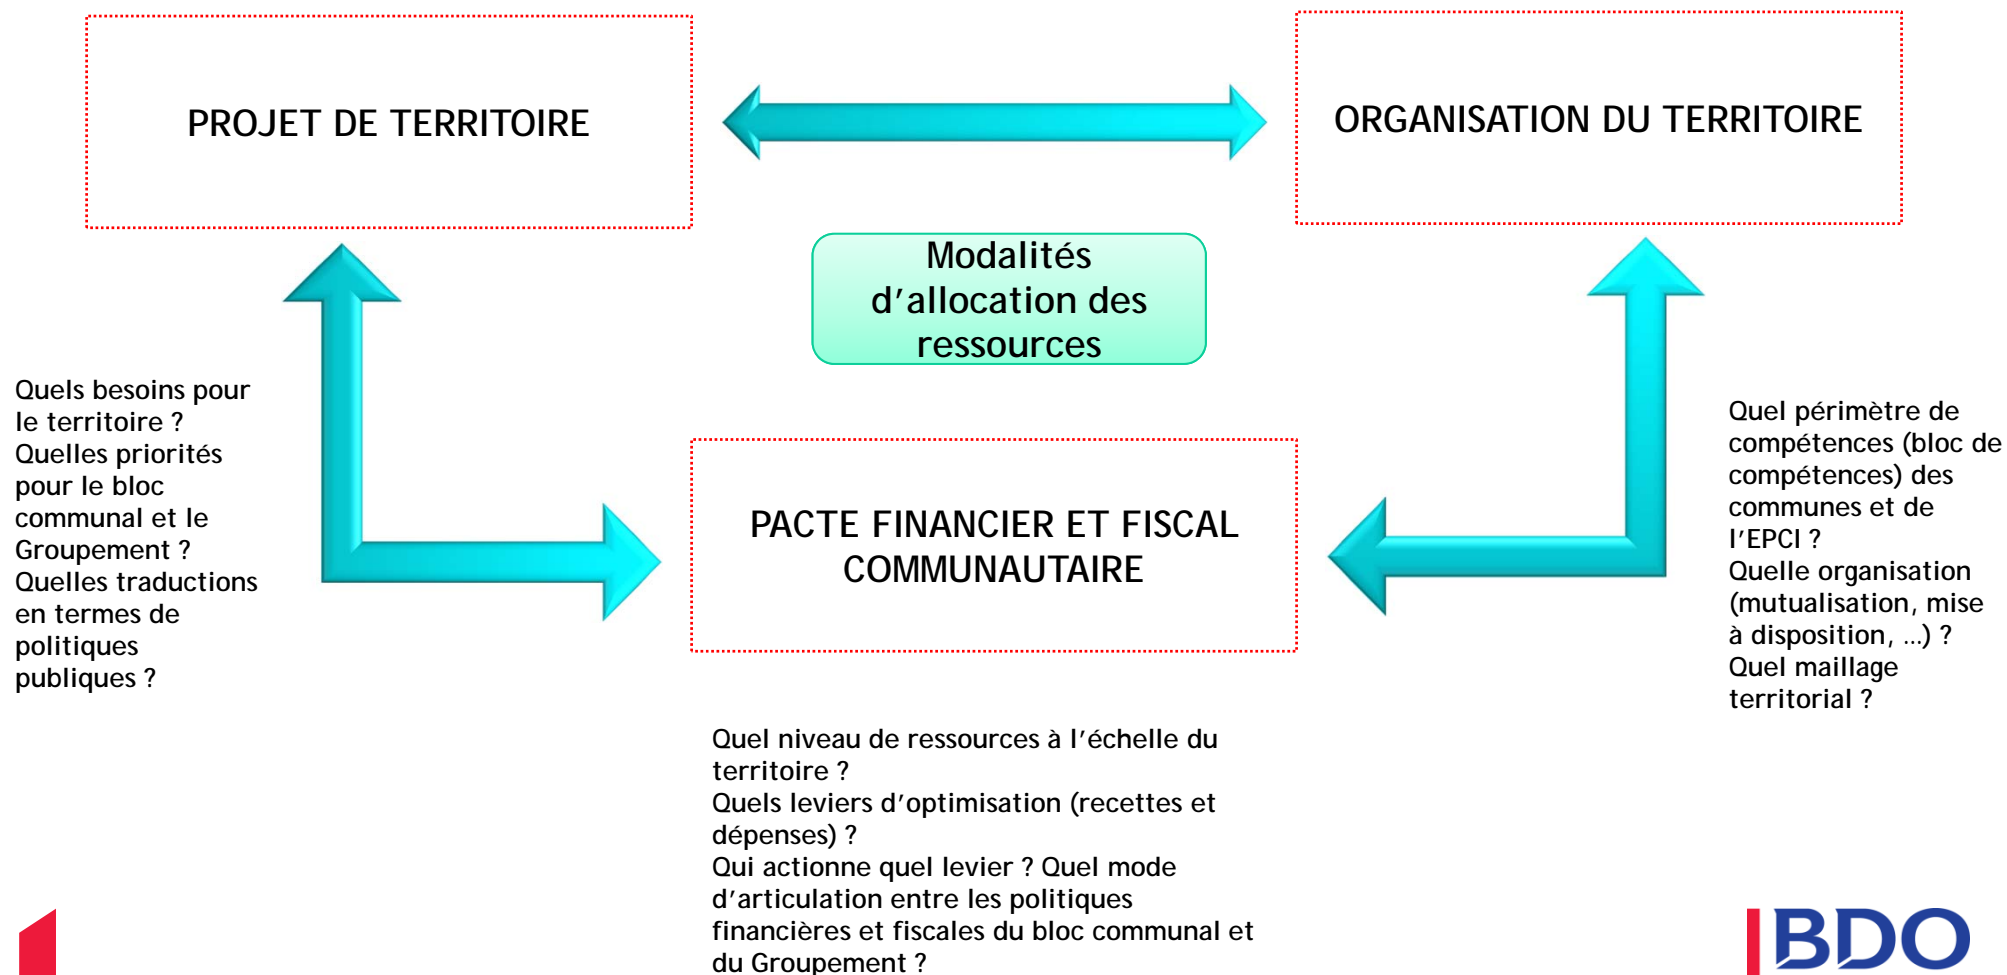 PROJET DE TERRITOIRE
ORGANISATION DU TERRITOIRE
Modalités
d’allocation des
ressources
Quels besoins pour
le territoire ?
Quelles priorités
pour le bloc
communal et le
Groupement ?
Quelles traductions
en termes de
politiques
publiques ?
PACTE FINANCIER ET FISCAL
COMMUNAUTAIRE
Quel périmètre de
compétences (bloc de
compétences) des
communes et de
l’EPCI ?
Quelle organisation
(mutualisation, mise
à disposition, …) ?
Quel maillage
territorial ?
Quel niveau de ressources à l’échelle du
territoire ?
Quels leviers d’optimisation (recettes et
dépenses) ?
Qui actionne quel levier ? Quel mode
d’articulation entre les politiques
financières et fiscales du bloc communal et
du Groupement ?
BDO